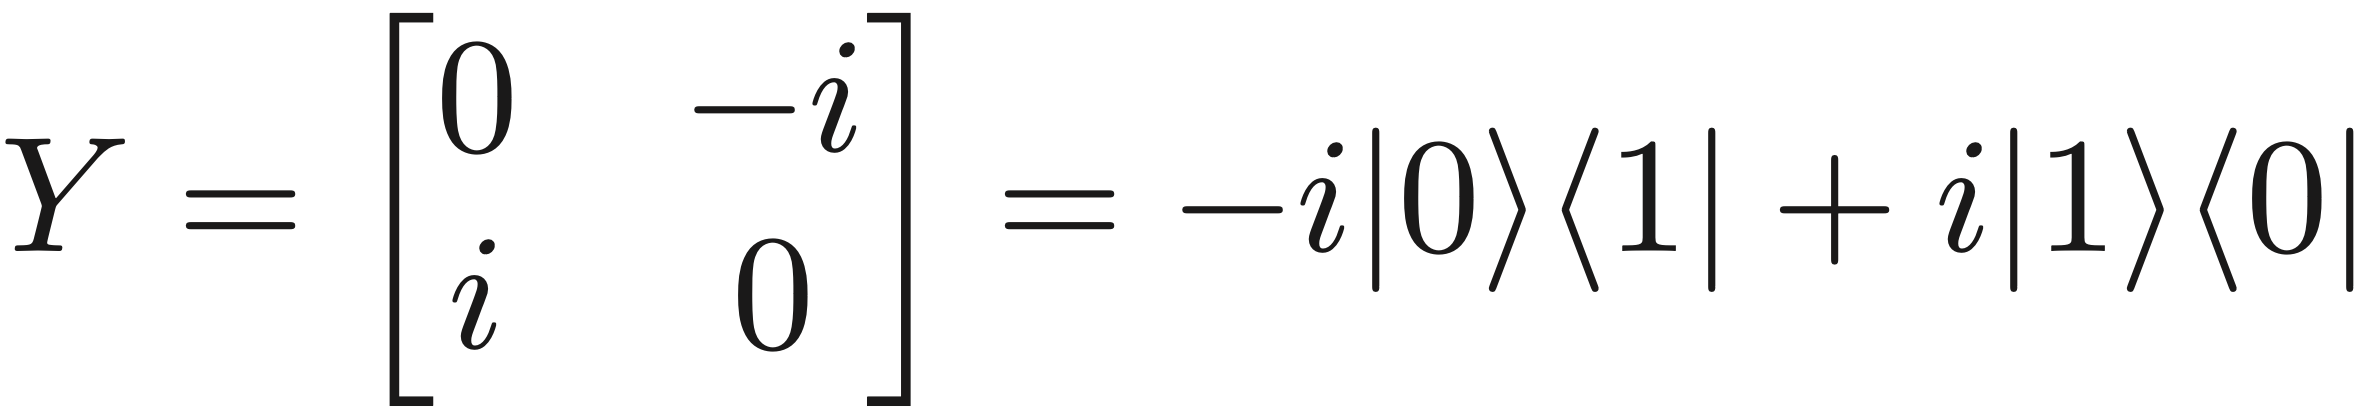 Y = [0 −i
i 0] = −i|0⟩⟨1| + i|1⟩⟨0|